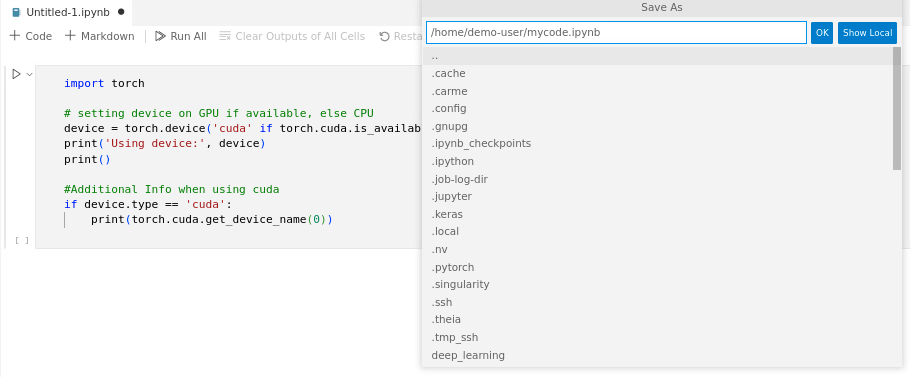 Untitled-1.ipynb
Code
Markdown
Run All
Clear Outputs of All Cells
import torch
# setting device on GPU if available, else CPU
device = torch.device('cuda' if torch.cuda.is_availab
print('Using device:', device)
print()
#Additional Info when using cuda
if device.type == 'cuda':
print(torch.cuda.get_device_name(0))
[ ]
Save As
/home/demo-user/mycode.ipynb
OK
Show Local
..
.cache
.carme
.config
.gnupg
.ipynb_checkpoints
.ipython
.job-log-dir
.jupyter
.keras
.local
.nv
.pytorch
.singularity
.ssh
.theia
.tmp_ssh
deep_learning